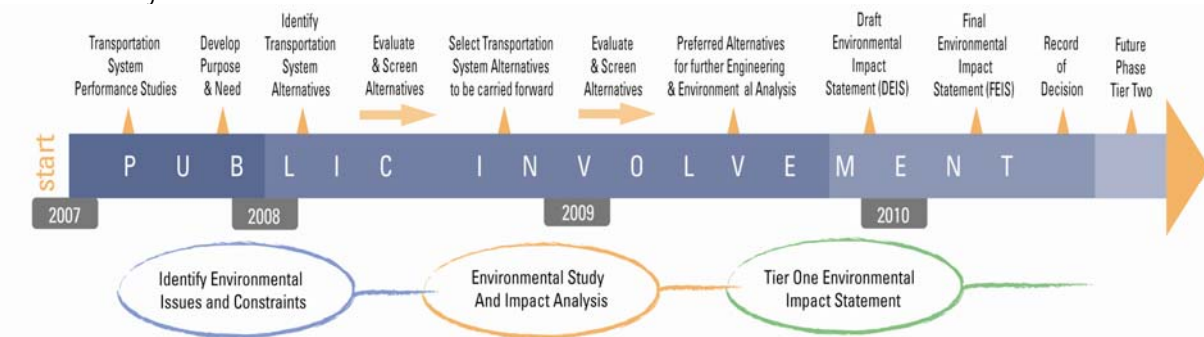 Transportation
System
Performance Studies
Develop
Purpose
& Need
Identify
Transportation
System
Alternatives
Evaluate
& Screen
Alternatives
Select Transportation
System Alternatives
to be carried forward
Evaluate
& Screen
Alternatives
Preferred Alternatives
for further Engineering
& Environment al Analysis
Draft
Environmental
Impact
Statement (DEIS)
Final
Environmental
Impact
Statement (FEIS)
Record
of
Decision
Future
Phase
Tier Two
start
PUBLIC INVOLVEMENT
2007
2008
2009
2010
Identify Environmental
Issues and Constraints
Environmental Study
And Impact Analysis
Tier One Environmental
Impact Statement